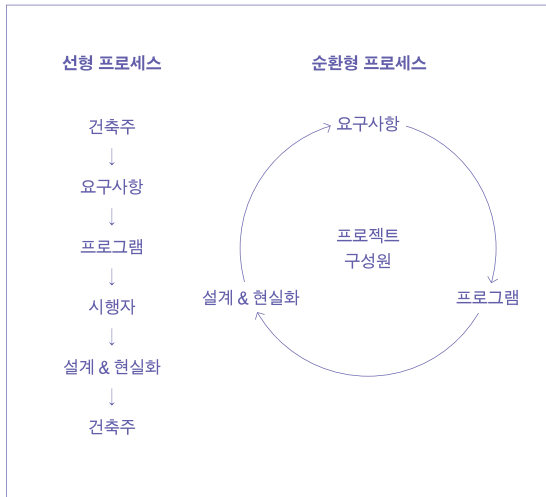 선형 프로세스
건축주
↓
요구사항
↓
프로그램
↓
시행자
↓
설계 & 현실화
↓
건축주
순환형 프로세스
요구사항
프로젝트
구성원
설계 & 현실화
프로그램